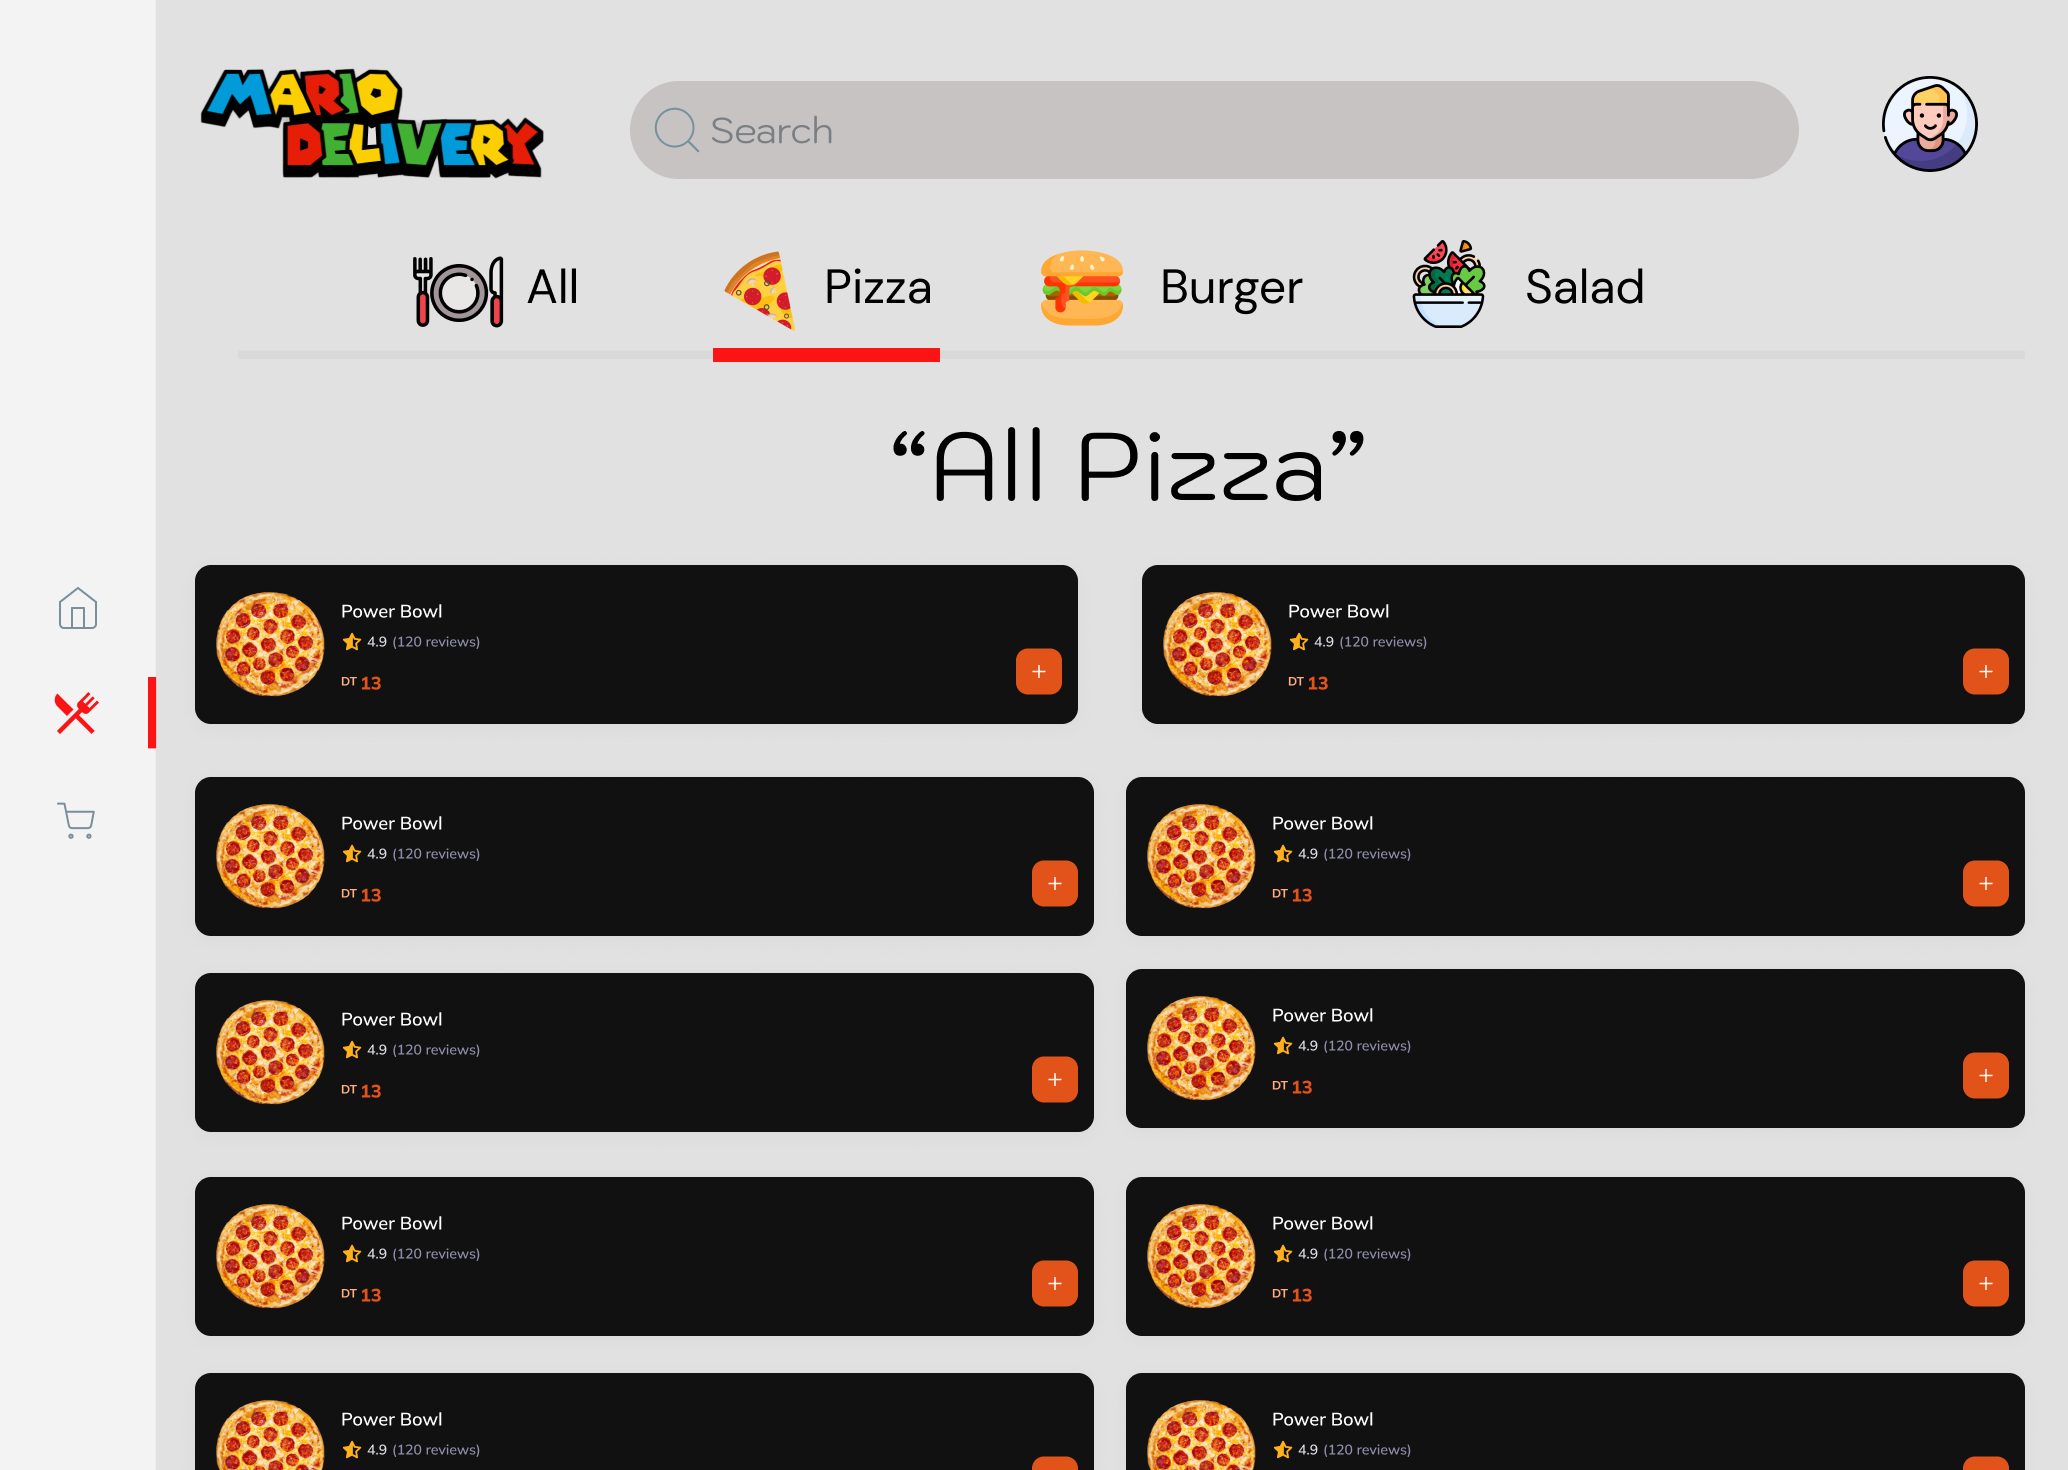 MARIO
DELIVERY
Search
All
Pizza
Burger
Salad
“All Pizza”
Power Bowl
4.9 (120 reviews)
DT 13
+
Power Bowl
4.9 (120 reviews)
DT 13
+
Power Bowl
4.9 (120 reviews)
DT 13
+
Power Bowl
4.9 (120 reviews)
DT 13
+
Power Bowl
4.9 (120 reviews)
DT 13
+
Power Bowl
4.9 (120 reviews)
DT 13
+
Power Bowl
4.9 (120 reviews)
DT 13
+
Power Bowl
4.9 (120 reviews)
DT 13
+
Power Bowl
4.9 (120 reviews)
Power Bowl
4.9 (120 reviews)